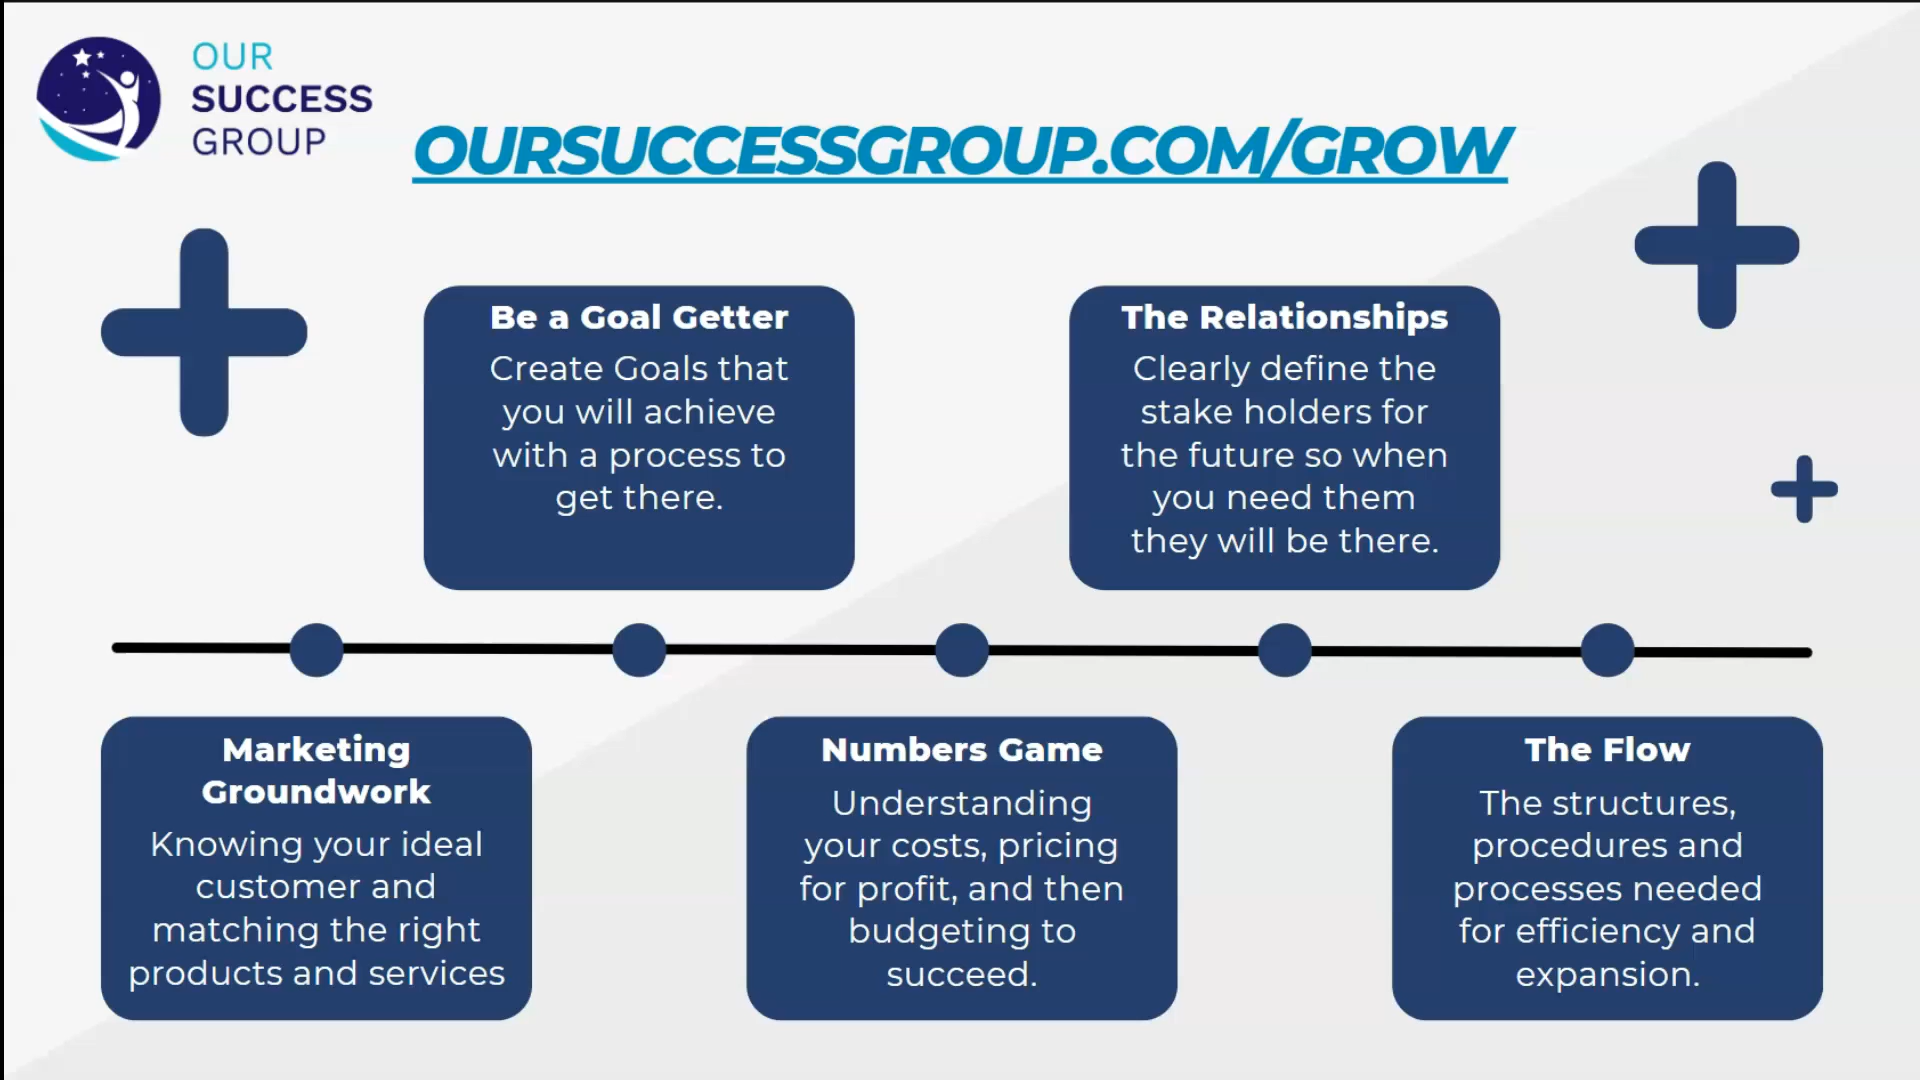 OUR
SUCCESS
GROUP
OURSUCCESSGROUP.COM/GROW
Be a Goal Getter
Create Goals that
you will achieve
with a process to
get there.
The Relationships
Clearly define the
stake holders for
the future so when
you need them
they will be there.
Marketing
Groundwork
Knowing your ideal
customer and
matching the right
products and services
Numbers Game
Understanding
your costs, pricing
for profit, and then
budgeting to
succeed.
The Flow
The structures,
procedures and
processes needed
for efficiency and
expansion.